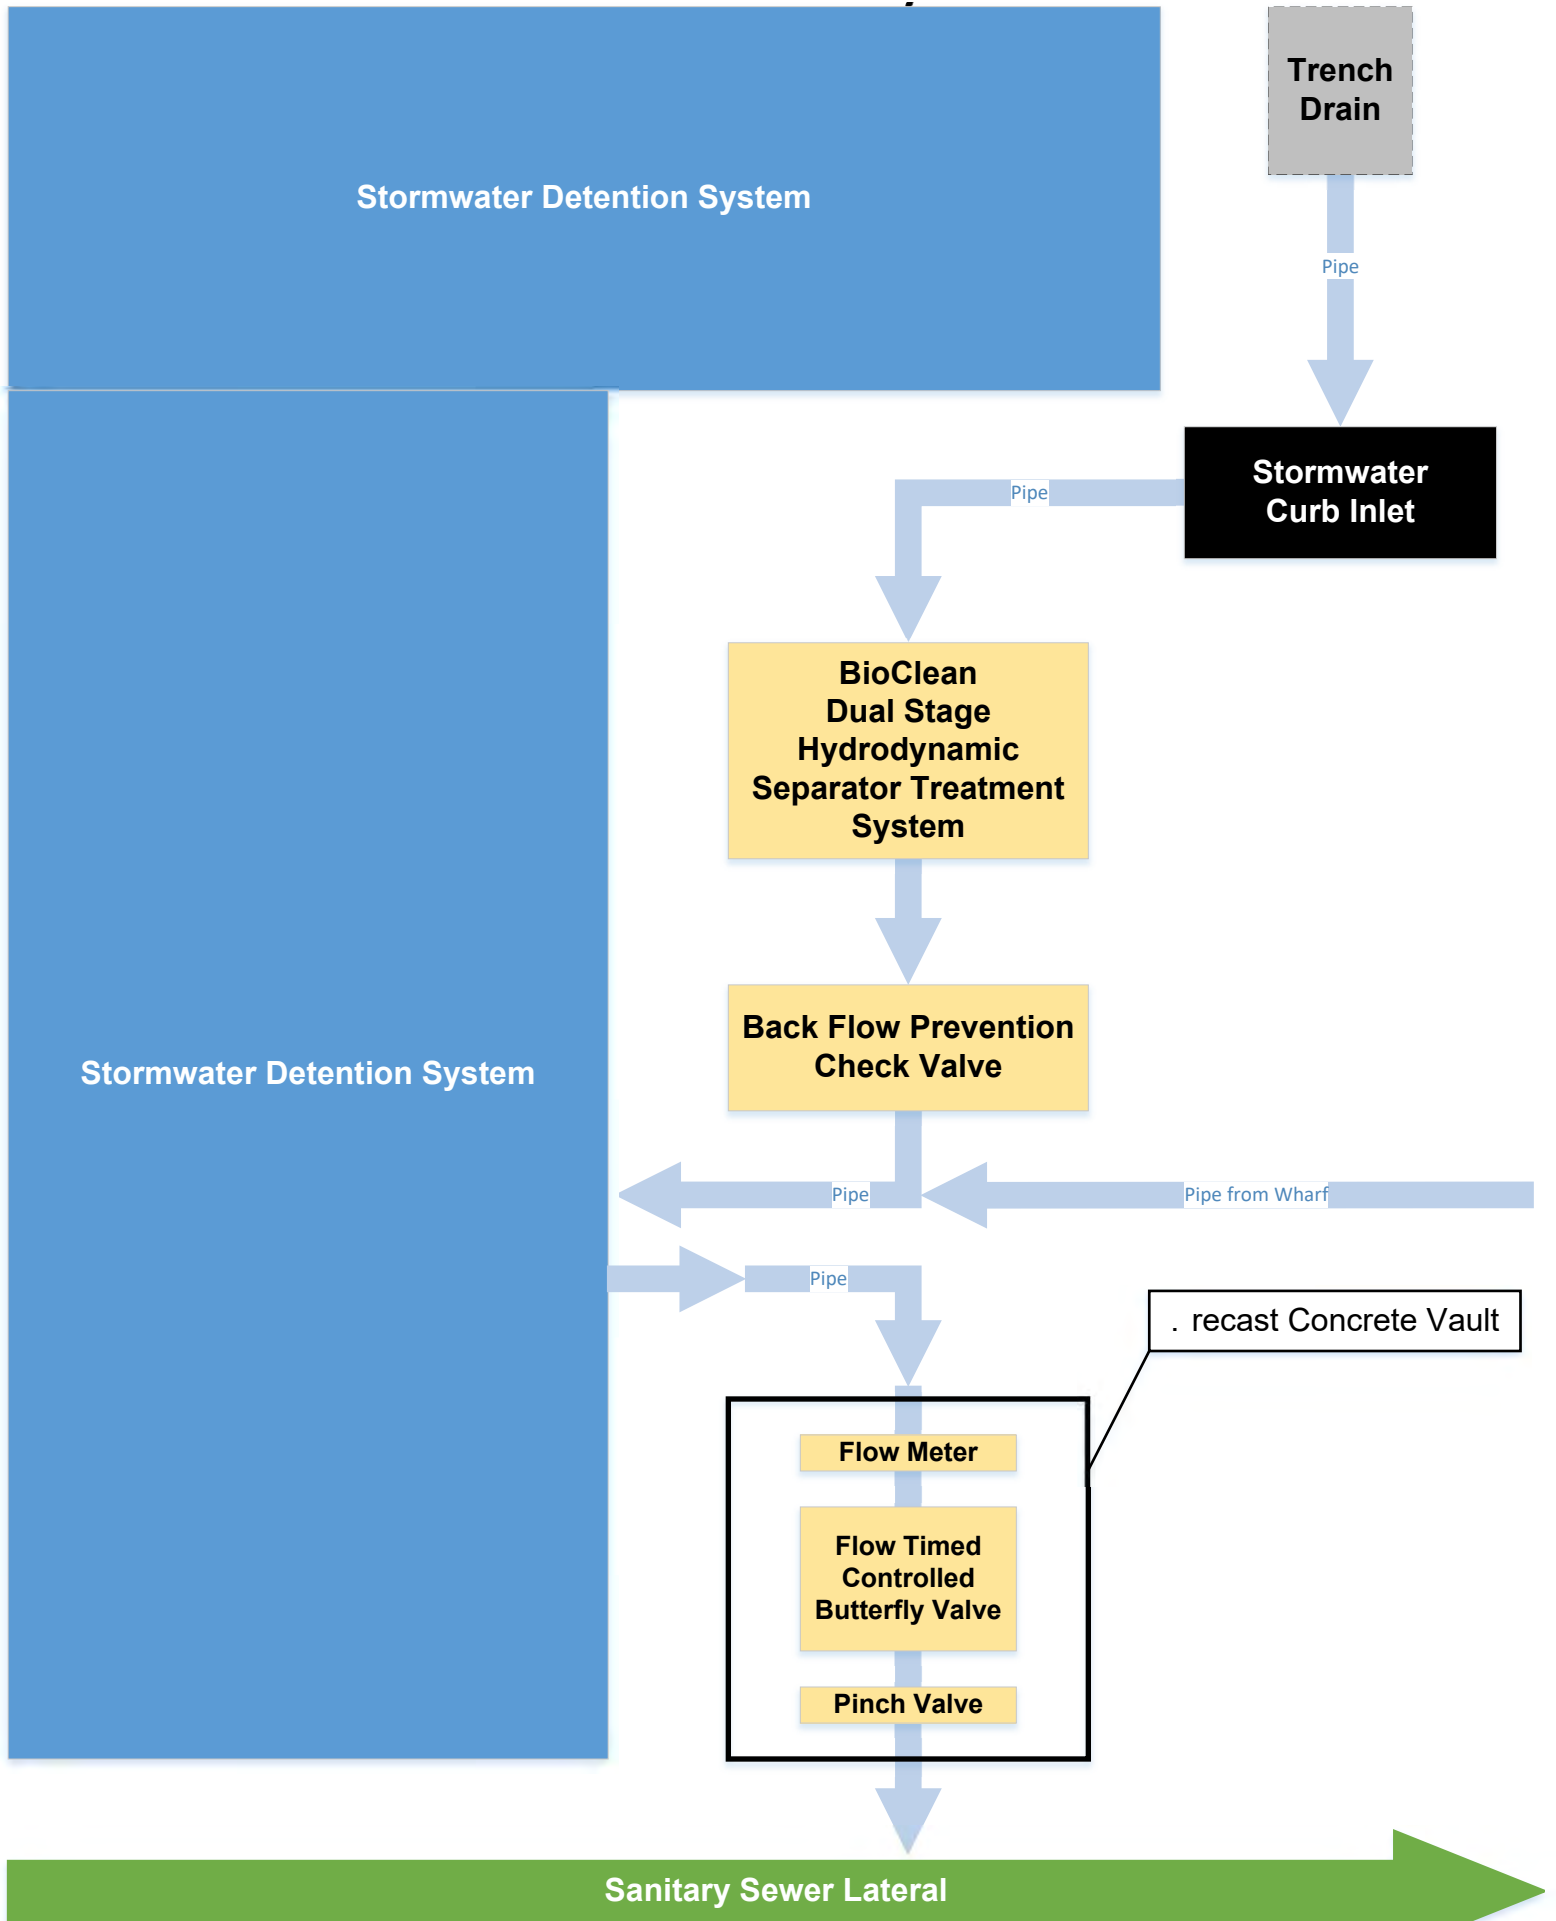 Trench
Drain
Stormwater Detention System
Pipe
Stormwater
Curb Inlet
Pipe
BioClean
Dual Stage
Hydrodynamic
Separator Treatment
System
Back Flow Prevention
Check Valve
Stormwater Detention System
Pipe
Pipe from Wharf
Pipe
. recast Concrete Vault
Flow Meter
Flow Timed
Controlled
Butterfly Valve
Pinch Valve
Sanitary Sewer Lateral